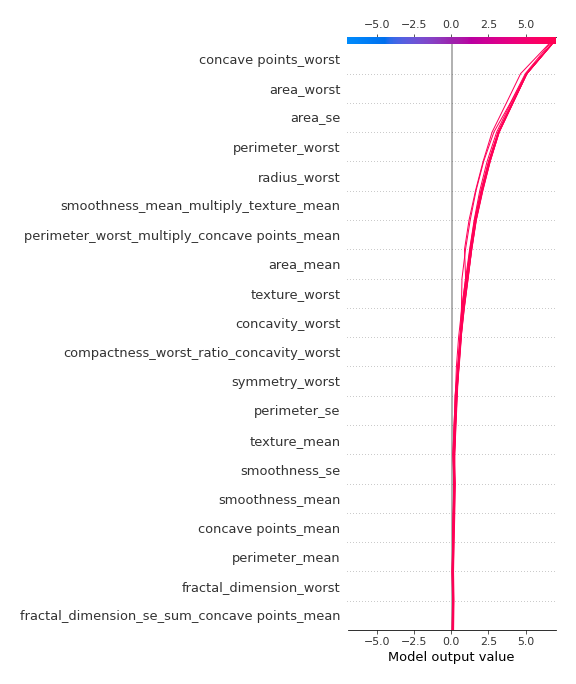 −5.0 −2.5 0.0 2.5 5.0
concave points_worst
area_worst
area_se
perimeter_worst
radius_worst
smoothness_mean_multiply_texture_mean
perimeter_worst_multiply_concave points_mean
area_mean
texture_worst
concavity_worst
compactness_worst_ratio_concavity_worst
symmetry_worst
perimeter_se
texture_mean
smoothness_se
smoothness_mean
concave points_mean
perimeter_mean
fractal_dimension_worst
fractal_dimension_se_sum_concave points_mean
−5.0 −2.5 0.0 2.5 5.0
Model output value